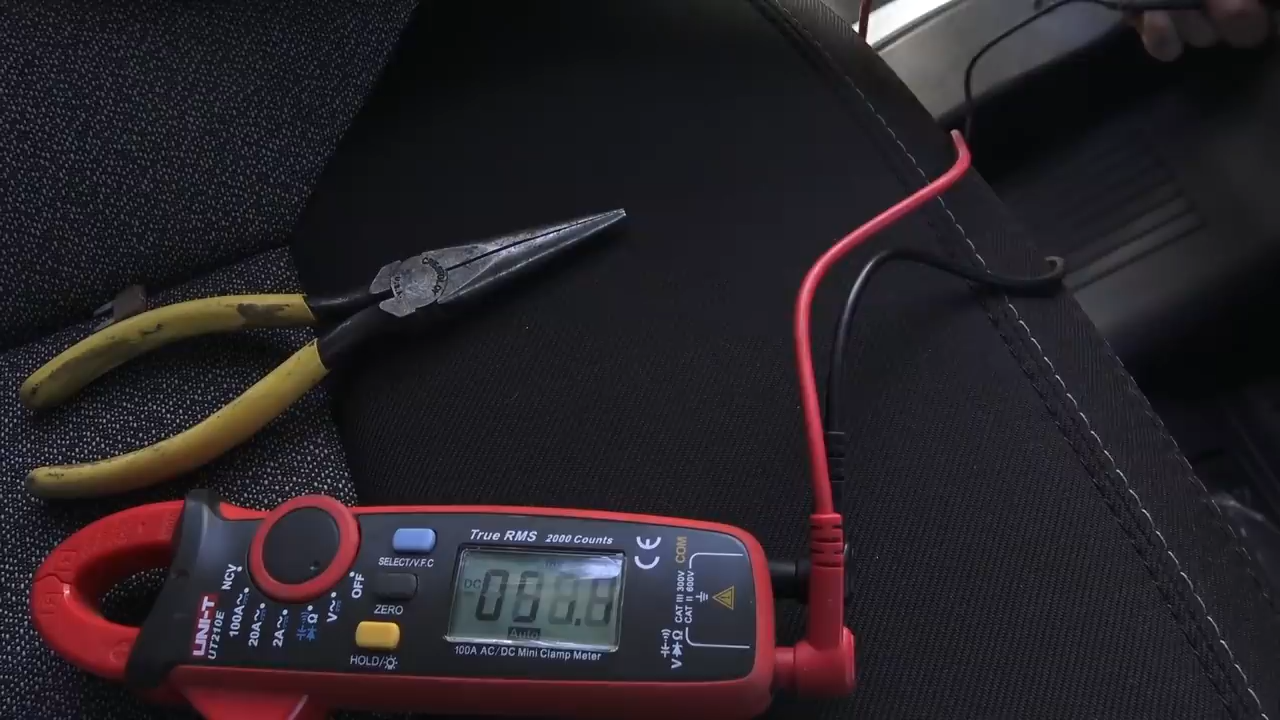 True RMS 2000 Counts
SELECT/V.F.C
ZERO
HOLD/
OFF
NCV
100A
20A
2A
Ω
V
UNI-T
UT210E
DC
Auto
100A AC/DC Mini Clamp Meter
CE
COM
CAT III 300V
CAT II 600V
VΩ